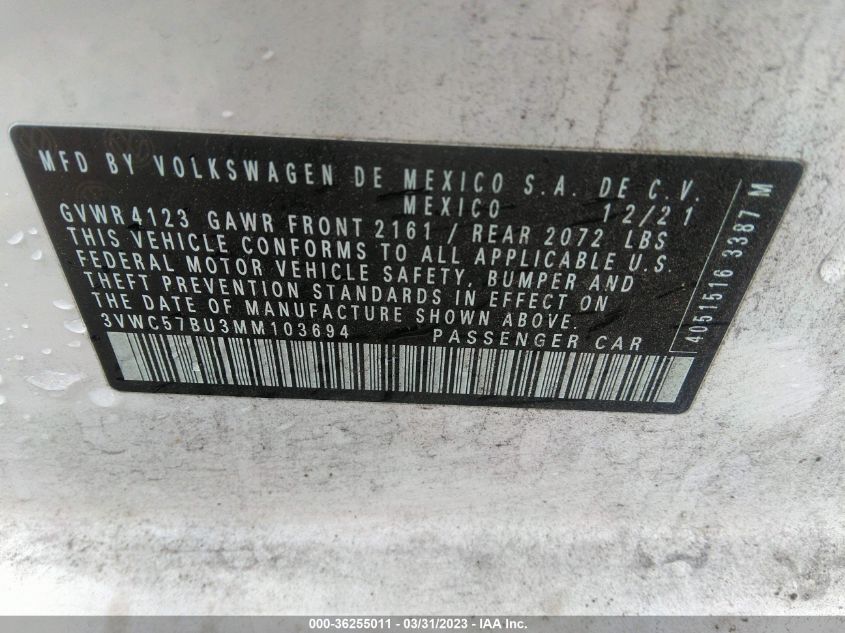 MFD BY VOLKSWAGEN DE MEXICO S.A. DE C.V.
MEXICO 12/21
GVWR 4123 GAWR FRONT 2161 / REAR 2072 LBS
THIS VEHICLE CONFORMS TO ALL APPLICABLE U.S.
FEDERAL MOTOR VEHICLE SAFETY, BUMPER AND
THEFT PREVENTION STANDARDS IN EFFECT ON
THE DATE OF MANUFACTURE SHOWN ABOVE.
3VWC57BU3MM103694 PASSENGER CAR
4051516 3387 M
000-36255011 - 03/31/2023 - IAA Inc.